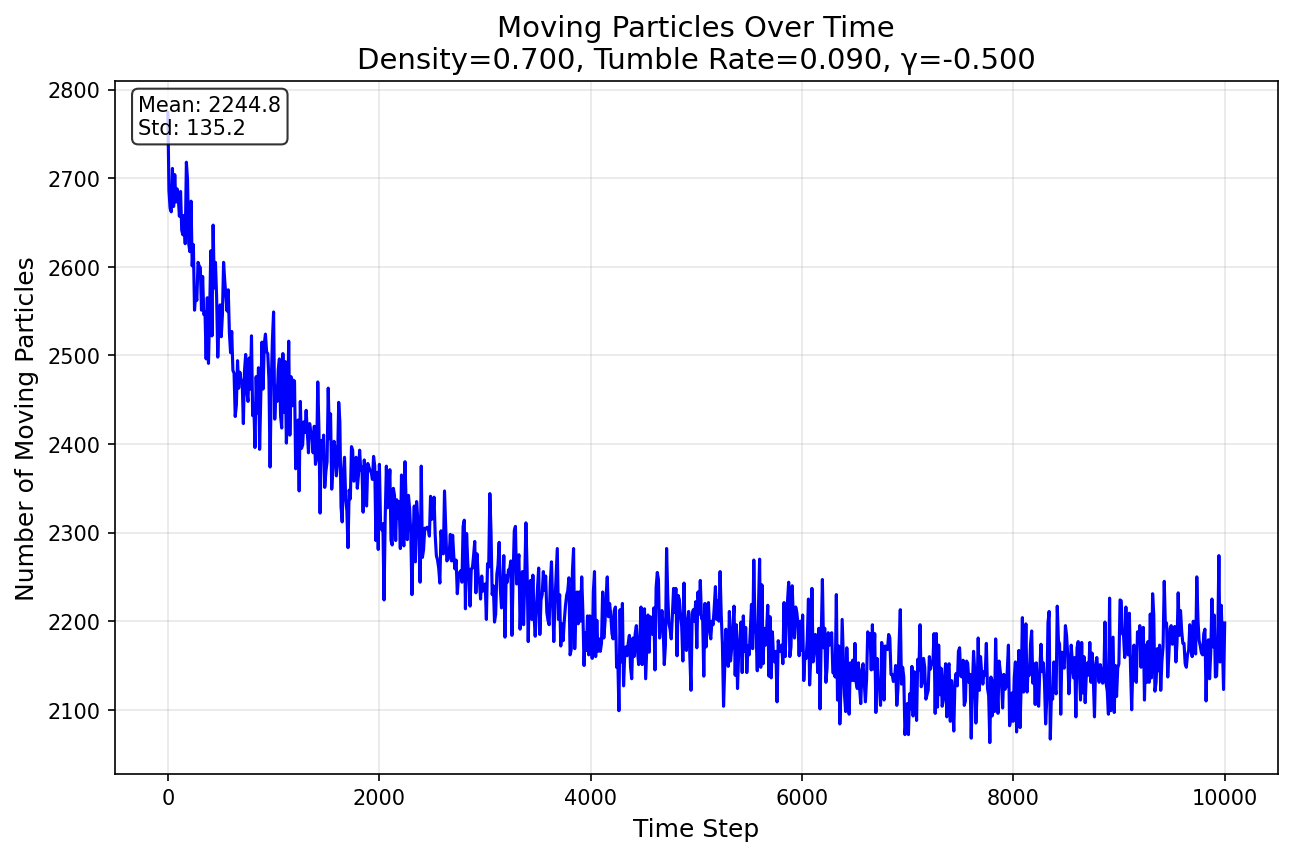 Moving Particles Over Time
Density=0.700, Tumble Rate=0.090, γ=-0.500
Mean: 2244.8
Std: 135.2
Number of Moving Particles
2800
2700
2600
2500
2400
2300
2200
2100
0 2000 4000 6000 8000 10000
Time Step